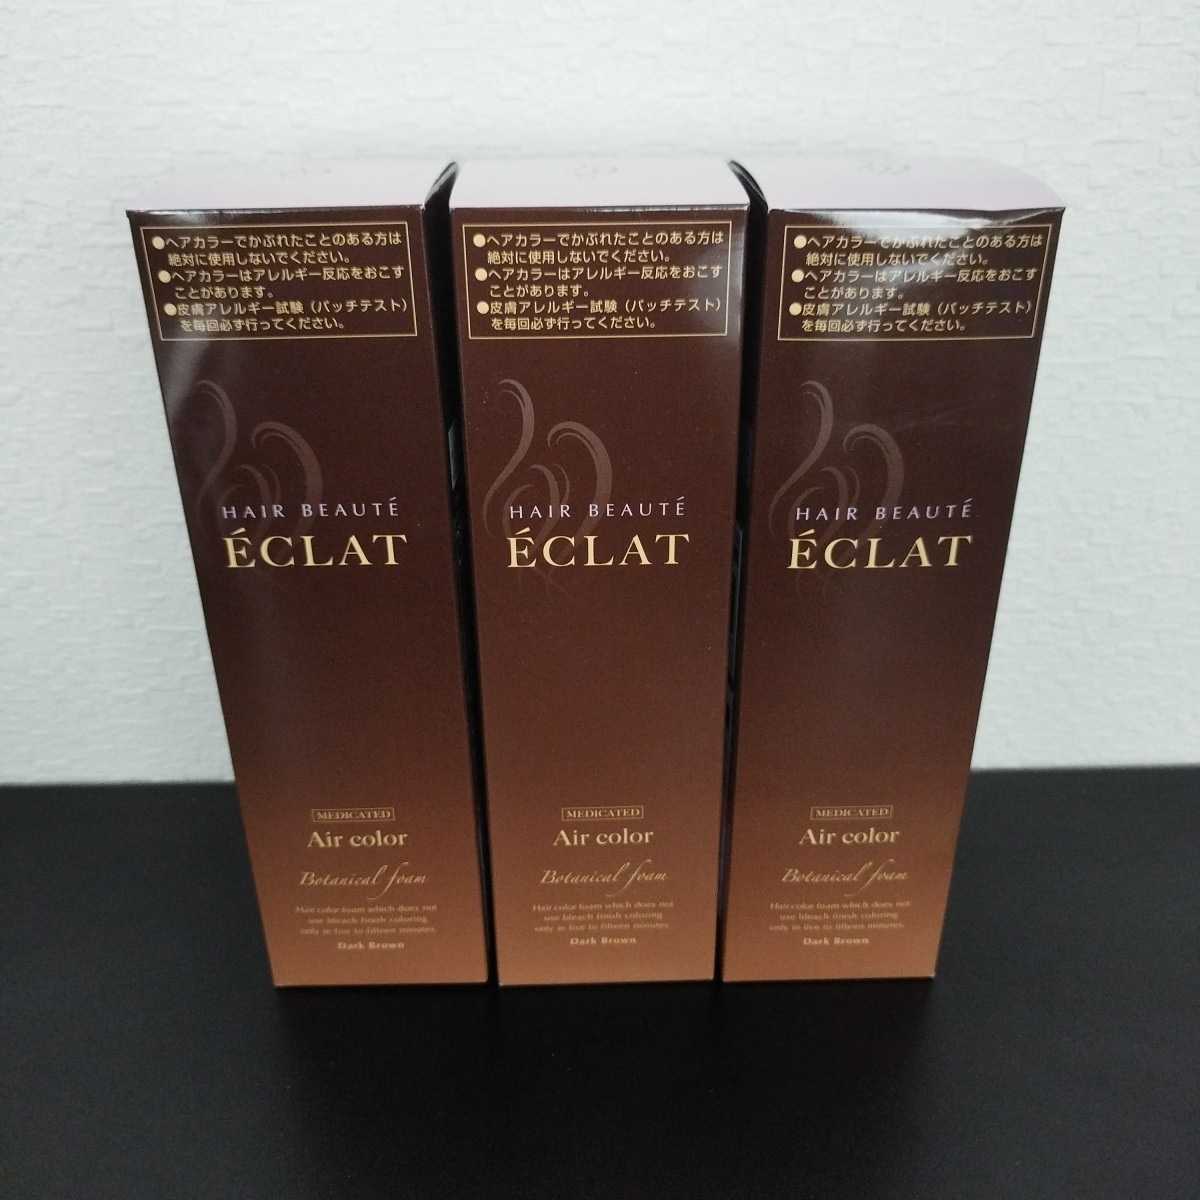 ●ヘアカラーでかぶれたことのある方は
絶対に使用しないでください。
●ヘアカラーはアレルギー反応をおこす
ことがあります。
●皮膚アレルギー試験（パッチテスト）
を毎回必ず行ってください。
HAIR BEAUTÉ
ÉCLAT
MEDICATED
Air color
Botanical foam
Hair color foam which does not
use bleach finish coloring
only in five to fifteen minutes.
Dark Brown
●ヘアカラーでかぶれたことのある方は
絶対に使用しないでください。
●ヘアカラーはアレルギー反応をおこす
ことがあります。
●皮膚アレルギー試験（パッチテスト）
を毎回必ず行ってください。
HAIR BEAUTÉ
ÉCLAT
MEDICATED
Air color
Botanical foam
Hair color foam which does not
use bleach finish coloring
only in five to fifteen minutes.
Dark Brown
●ヘアカラーでかぶれたことのある方は
絶対に使用しないでください。
●ヘアカラーはアレルギー反応をおこす
ことがあります。
●皮膚アレルギー試験（パッチテスト）
を毎回必ず行ってください。
HAIR BEAUTÉ
ÉCLAT
MEDICATED
Air color
Botanical foam
Hair color foam which does not
use bleach finish coloring
only in five to fifteen minutes.
Dark Brown